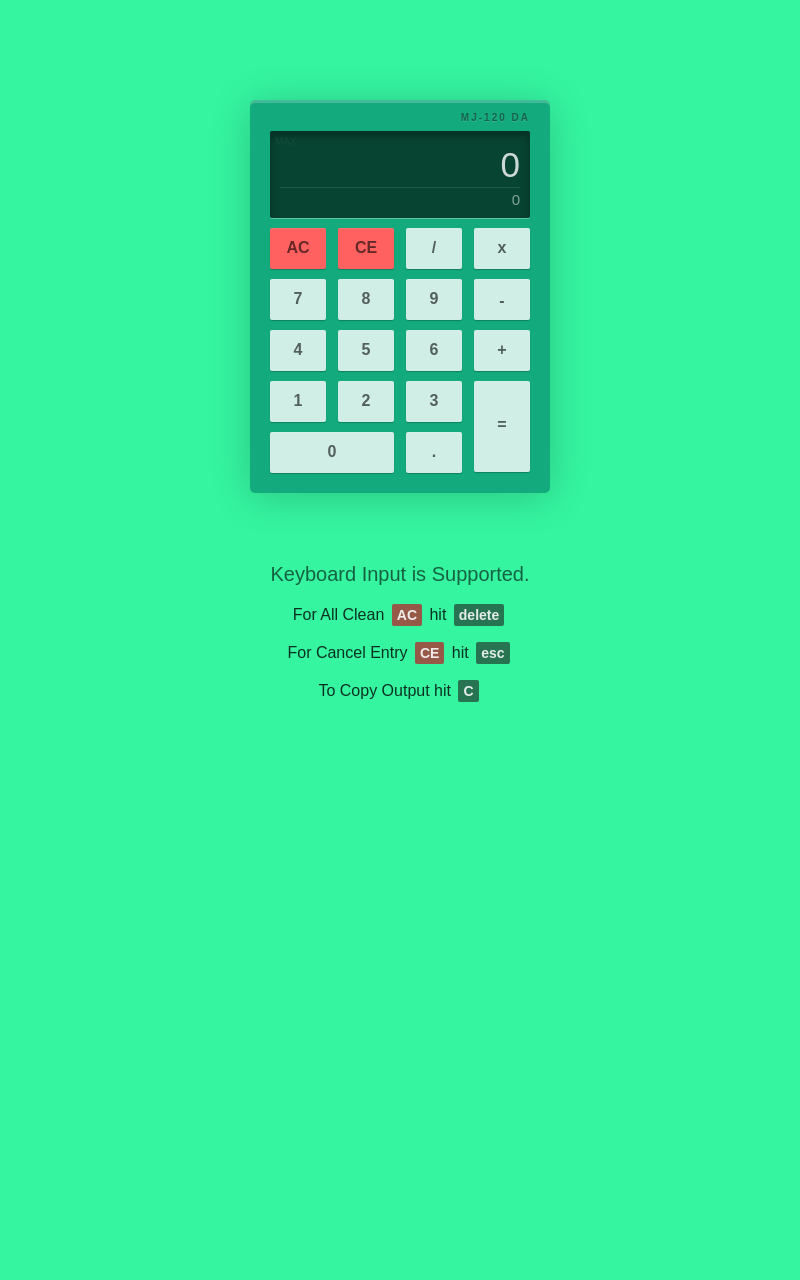 MJ-120 DA
MAX
0
0
AC CE / x
7 8 9 -
4 5 6 +
1 2 3 =
0 .
Keyboard Input is Supported.
For All Clean AC hit delete
For Cancel Entry CE hit esc
To Copy Output hit C